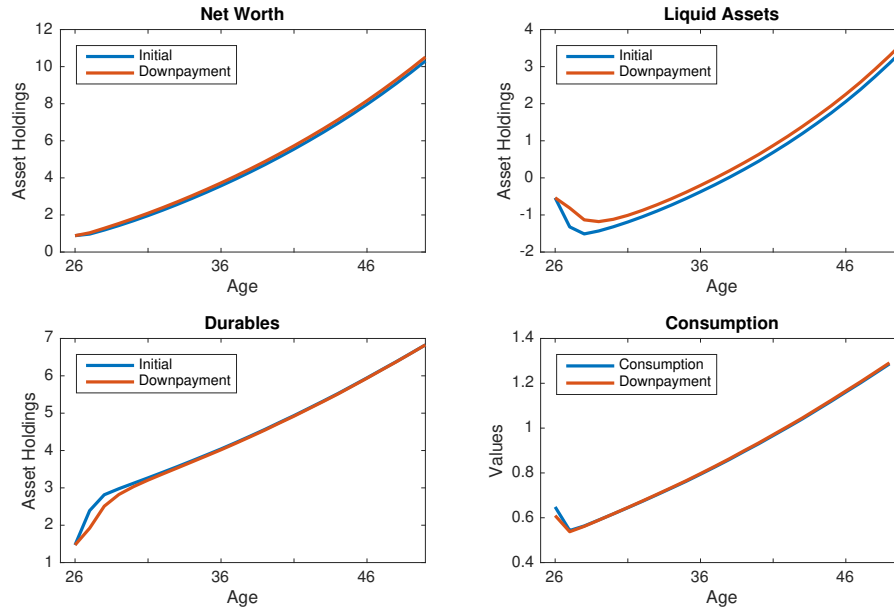 Net Worth
12
10
8
6
4
2
0
Asset Holdings
Initial
Downpayment
26
36
46
Age
Liquid Assets
4
3
2
1
0
-1
-2
Asset Holdings
Initial
Downpayment
26
36
46
Age
Durables
7
6
5
4
3
2
1
Asset Holdings
Initial
Downpayment
26
36
46
Age
Consumption
1.4
1.2
1
0.8
0.6
0.4
Values
Consumption
Downpayment
26
36
46
Age